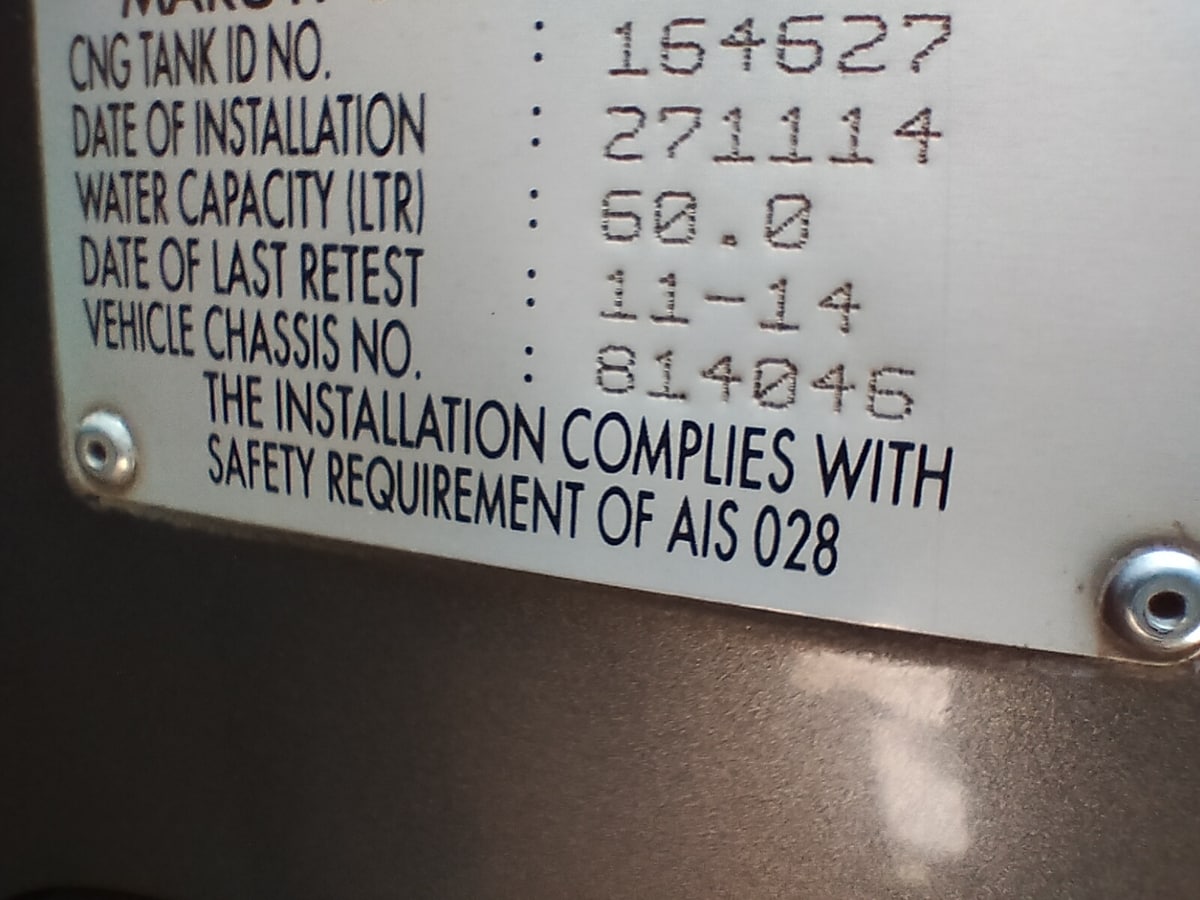 CNG TANK ID NO. : 164627
DATE OF INSTALLATION : 271114
WATER CAPACITY (LTR) : 60.0
DATE OF LAST RETEST : 11-14
VEHICLE CHASSIS NO. : 814046
THE INSTALLATION COMPLIES WITH
SAFETY REQUIREMENT OF AIS 028